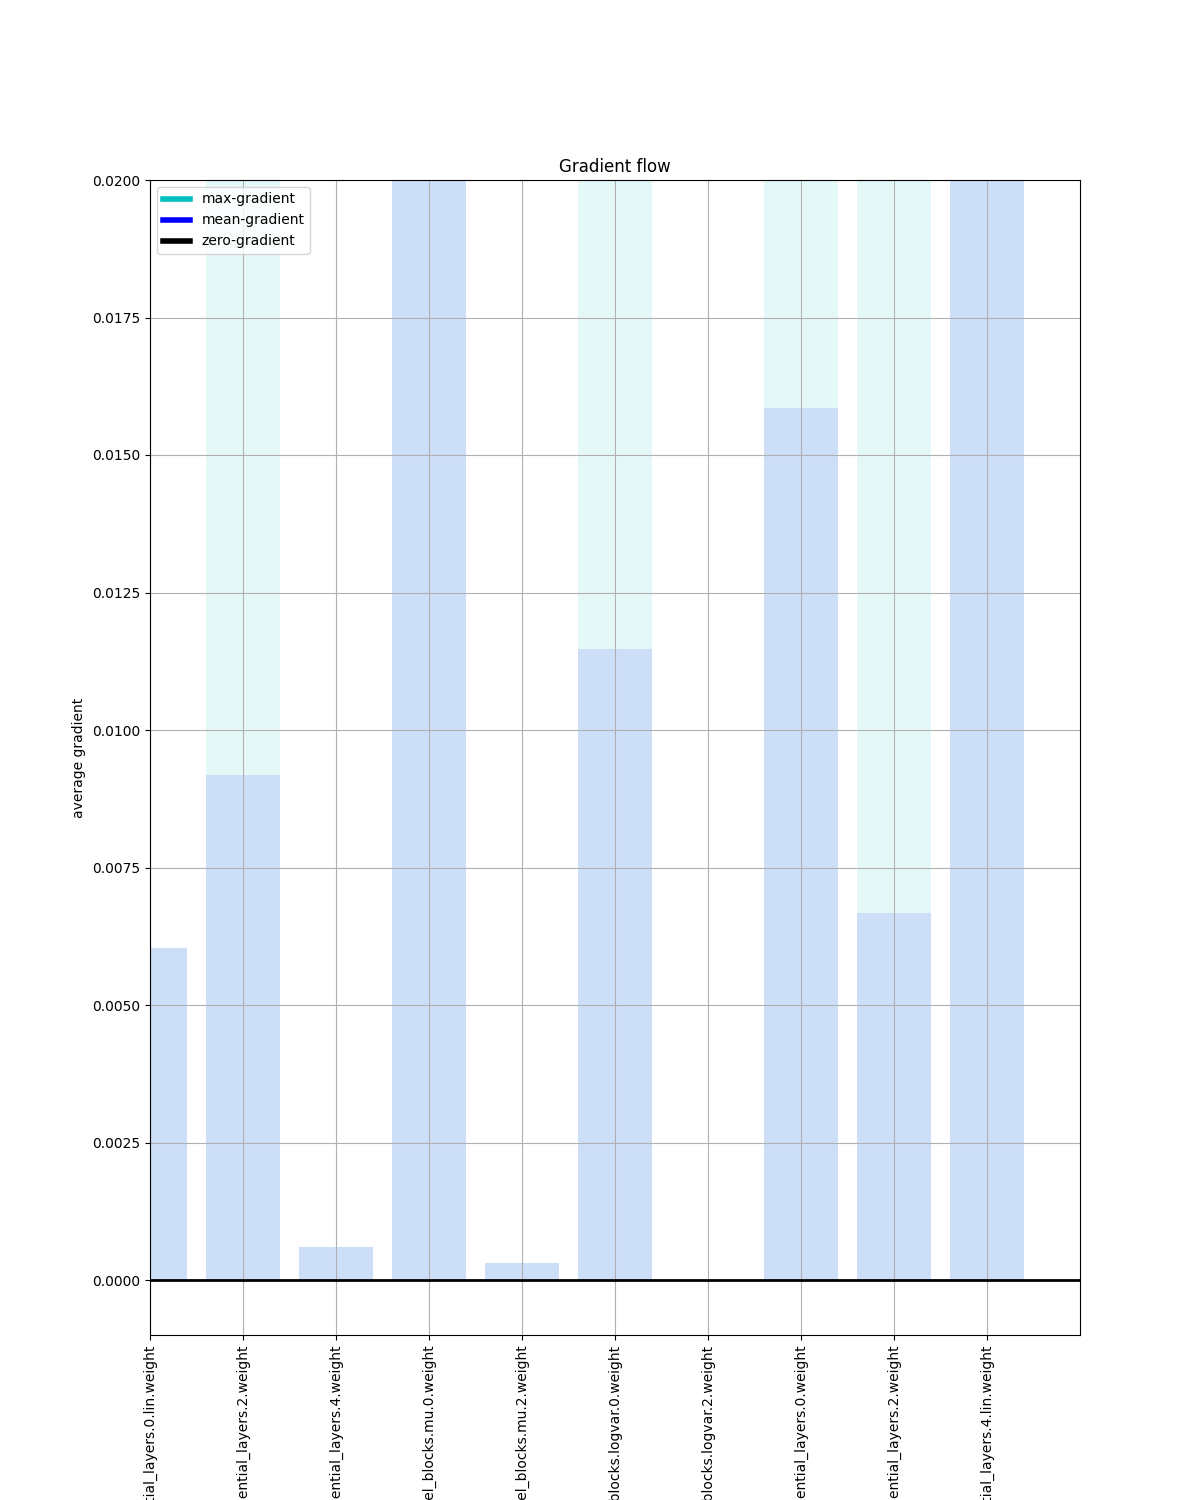 Gradient flow
max-gradient
mean-gradient
zero-gradient
0.0200
0.0175
0.0150
0.0125
0.0100
0.0075
0.0050
0.0025
0.0000
average gradient
tial_layers.0.lin.weight
ential_layers.2.weight
ential_layers.4.weight
el_blocks.mu.0.weight
el_blocks.mu.2.weight
blocks.logvar.0.weight
blocks.logvar.2.weight
ential_layers.0.weight
ential_layers.2.weight
tial_layers.4.lin.weight